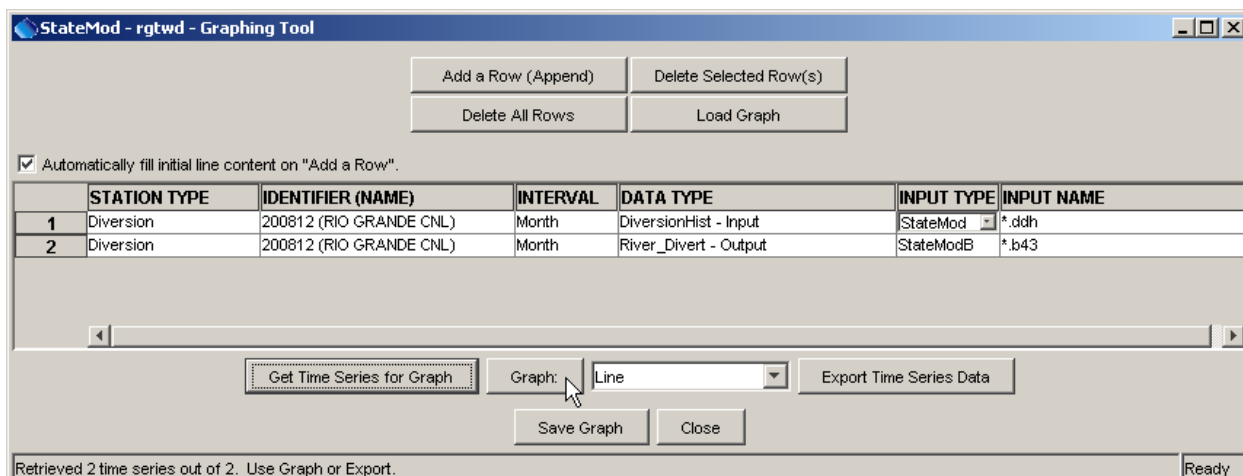 StateMod - rgtwd - Graphing Tool
Add a Row (Append) Delete Selected Row(s)
Delete All Rows Load Graph
Automatically fill initial line content on "Add a Row".
STATION TYPE IDENTIFIER (NAME) INTERVAL DATA TYPE INPUT TYPE INPUT NAME
1 Diversion 200812 (RIO GRANDE CNL) Month DiversionHist - Input StateMod *.ddh
2 Diversion 200812 (RIO GRANDE CNL) Month River_Divert - Output StateModB *.b43
Get Time Series for Graph Graph: Line Export Time Series Data
Save Graph Close
Retrieved 2 time series out of 2. Use Graph or Export. Ready